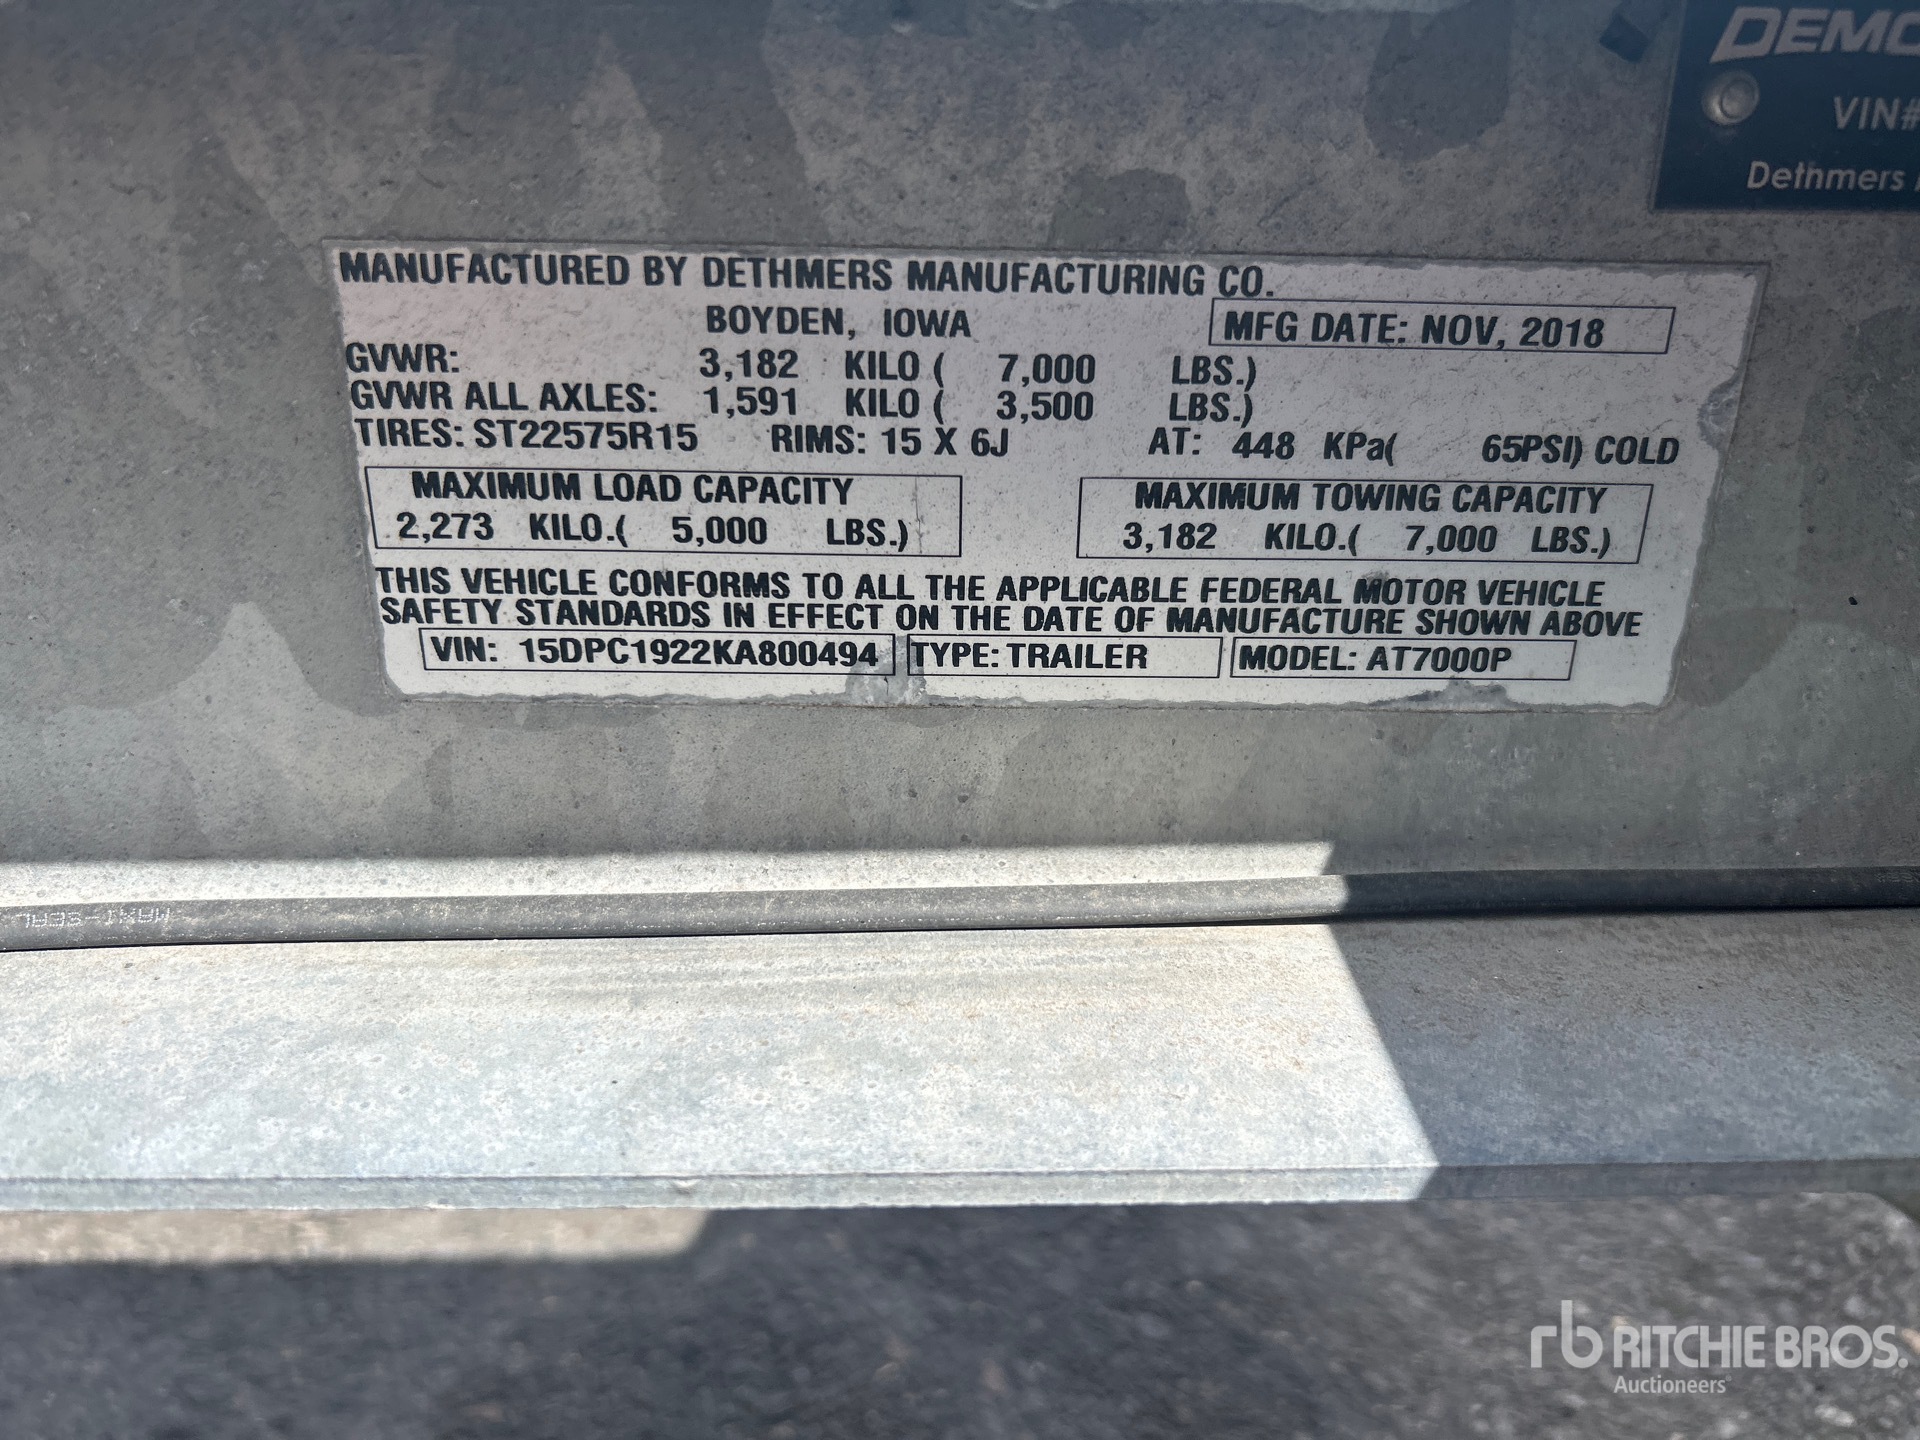 DEMC
VIN#
Dethmers
MANUFACTURED BY DETHMERS MANUFACTURING CO.
BOYDEN, IOWA
MFG DATE: NOV, 2018
GVWR: 3,182 KILO ( 7,000 LBS.)
GVWR ALL AXLES: 1,591 KILO ( 3,500 LBS.)
TIRES: ST22575R15 RIMS: 15 X 6J AT: 448 KPa( 65PSI) COLD
MAXIMUM LOAD CAPACITY
2,273 KILO.( 5,000 LBS.)
MAXIMUM TOWING CAPACITY
3,182 KILO.( 7,000 LBS.)
THIS VEHICLE CONFORMS TO ALL THE APPLICABLE FEDERAL MOTOR VEHICLE
SAFETY STANDARDS IN EFFECT ON THE DATE OF MANUFACTURE SHOWN ABOVE
VIN: 15DPC1922KA800494 TYPE: TRAILER MODEL: AT7000P
MAXI-SEAL
rb RITCHIE BROS.
Auctioneers